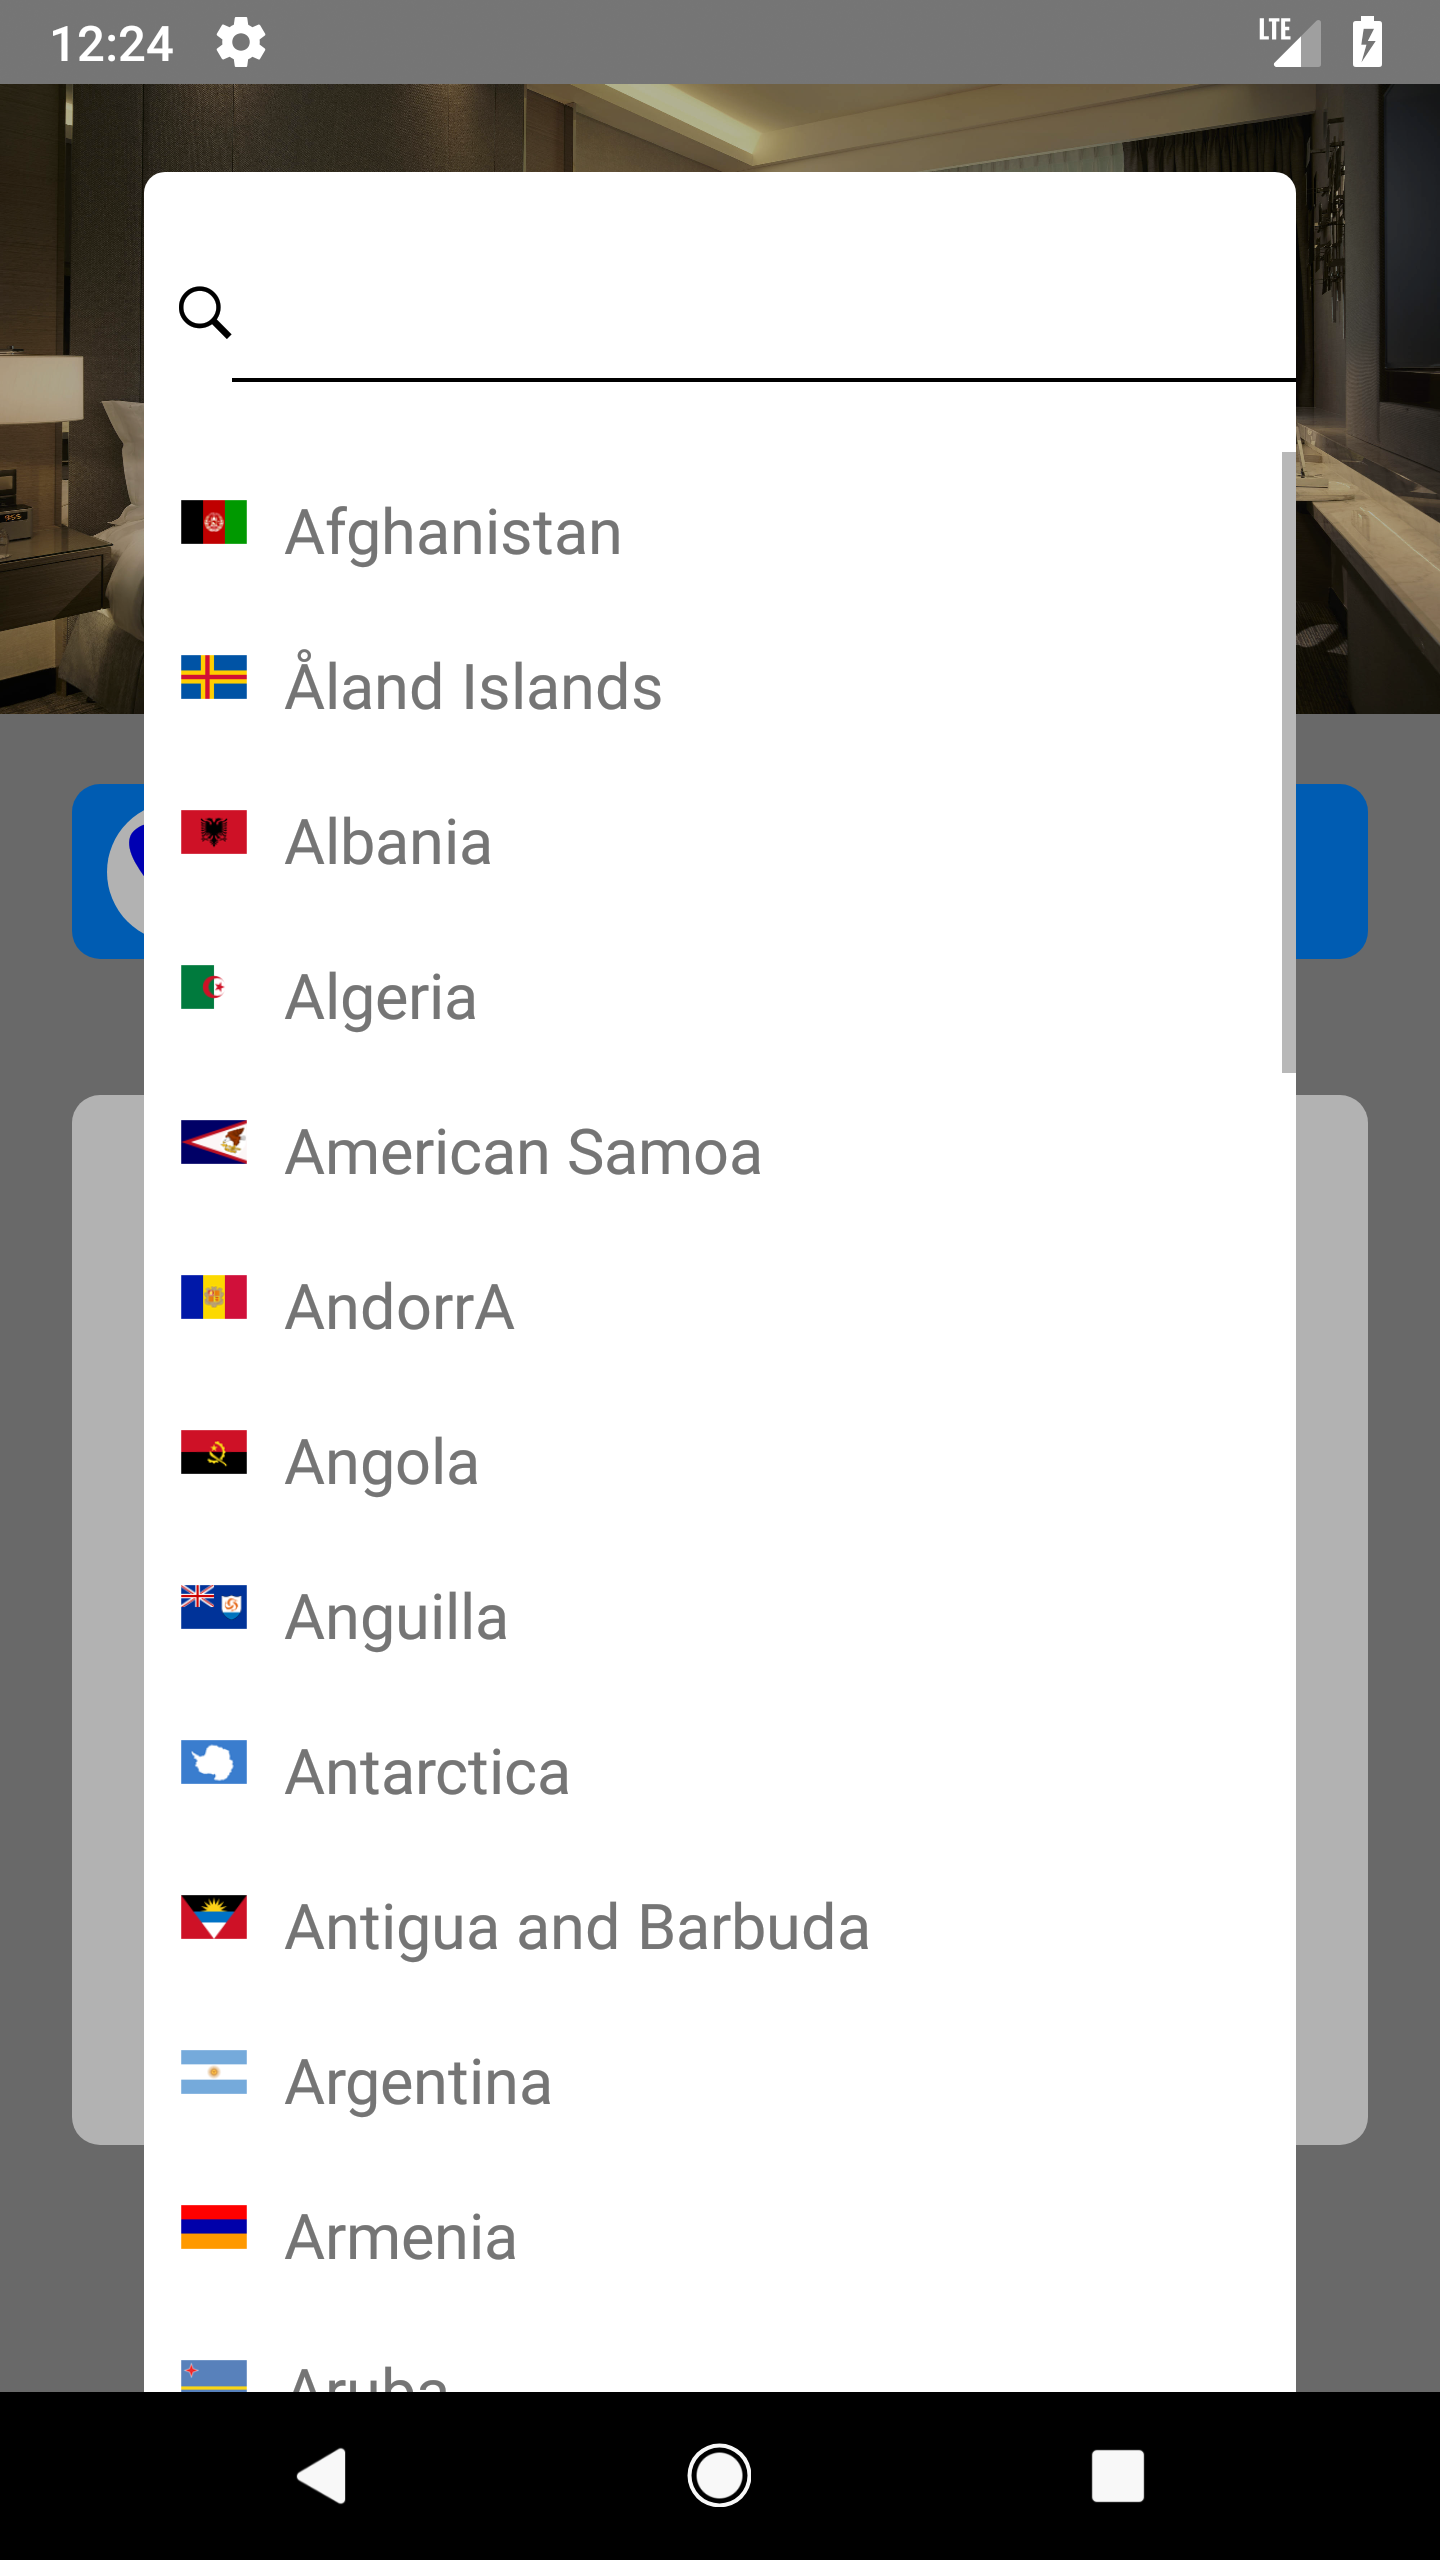 12:24
LTE
Afghanistan
Åland Islands
Albania
Algeria
American Samoa
AndorrA
Angola
Anguilla
Antarctica
Antigua and Barbuda
Argentina
Armenia
Aruba